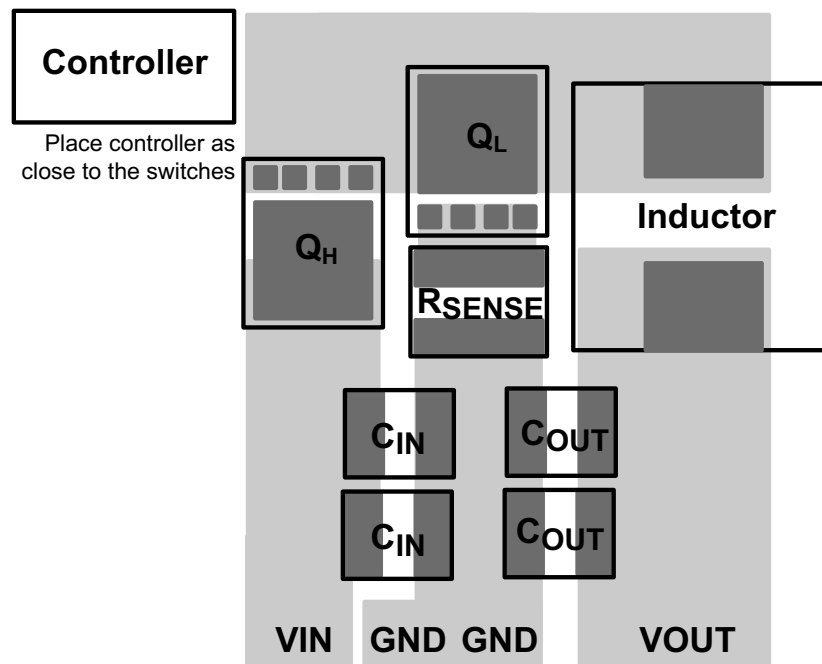 Controller
Place controller as
close to the switches
QL
QH
Inductor
RSENSE
CIN
COUT
CIN
COUT
VIN
GND
GND
VOUT